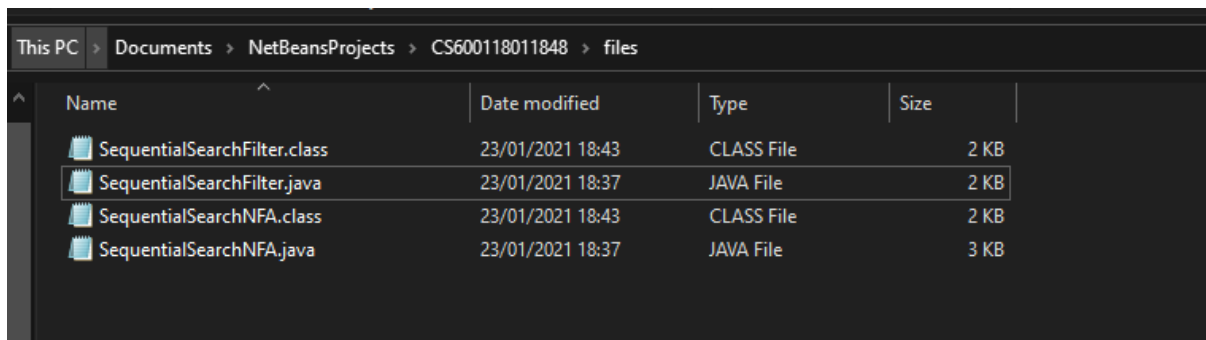 This PC > Documents > NetBeansProjects > CS600118011848 > files
Name Date modified Type Size
SequentialSearchFilter.class 23/01/2021 18:43 CLASS File 2 KB
SequentialSearchFilter.java 23/01/2021 18:37 JAVA File 2 KB
SequentialSearchNFA.class 23/01/2021 18:43 CLASS File 2 KB
SequentialSearchNFA.java 23/01/2021 18:37 JAVA File 3 KB